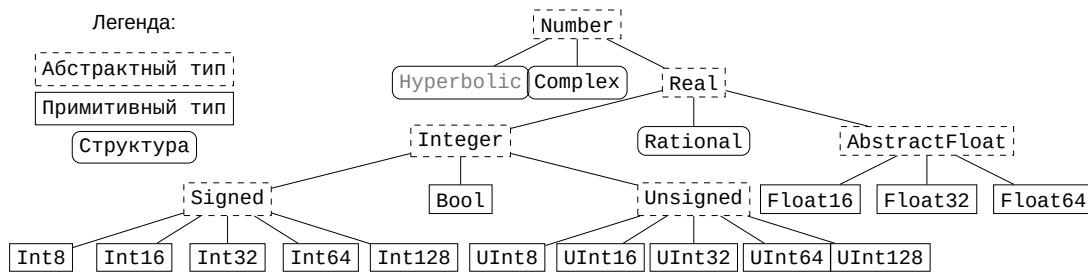 Легенда:
Абстрактный тип
Примитивный тип
Структура
Number
Hyperbolic Complex Real
Integer Rational AbstractFloat
Signed Bool Unsigned Float16 Float32 Float64
Int8 Int16 Int32 Int64 Int128 UInt8 UInt16 UInt32 UInt64 UInt128